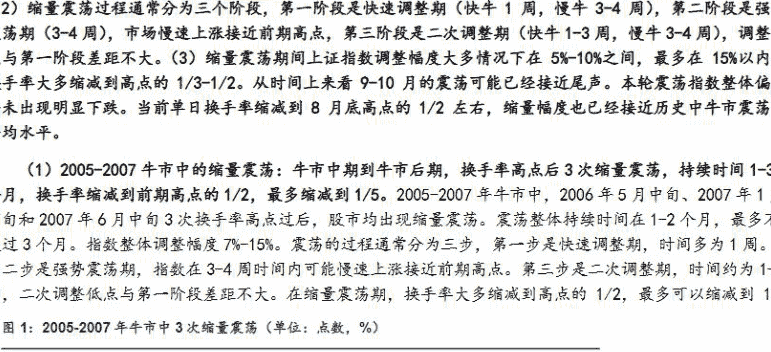 2）缩量震荡过程通常分为三个阶段，第一阶段是快速调整期（快牛 1 周，慢牛 3-4 周），第二阶段是强
震荡期（3-4 周），市场慢速上涨接近前期高点，第三阶段是二次调整期（快牛 1-3 周，慢牛 3-4 周），调整
与第一阶段差距不大。（3）缩量震荡期间上证指数调整幅度大多情况下在 5%-10%之间，最多在 15%以内
手率大多缩减到高点的 1/3-1/2。从时间上来看 9-10 月的震荡可能已经接近尾声。本轮震荡指数整体偏
未出现明显下跌。当前单日换手率缩减到 8 月底高点的 1/2 左右，缩量幅度也已经接近历史中牛市震荡
均水平。
（1）2005-2007 牛市中的缩量震荡：牛市中期到牛市后期，换手率高点后 3 次缩量震荡，持续时间 1-3
月，换手率缩减到前期高点的 1/2，最多缩减到 1/5。2005-2007 年牛市中，2006 年 5 月中旬、2007 年 1
旬和 2007 年 6 月中旬 3 次换手率高点过后，股市均出现缩量震荡。震荡整体持续时间在 1-2 个月，最多不
过 3 个月。指数整体调整幅度 7%-15%。震荡的过程通常分为三步，第一步是快速调整期，时间多为 1 周。
二步是强势震荡期，指数在 3-4 周时间内可能慢速上涨接近前期高点。第三步是二次调整期，时间约为 1-
，二次调整低点与第一阶段差距不大。在缩量震荡期，换手率大多缩减到高点的 1/2，最多可以缩减到 1
图 1：2005-2007 年牛市中 3 次缩量震荡（单位：点数，%）